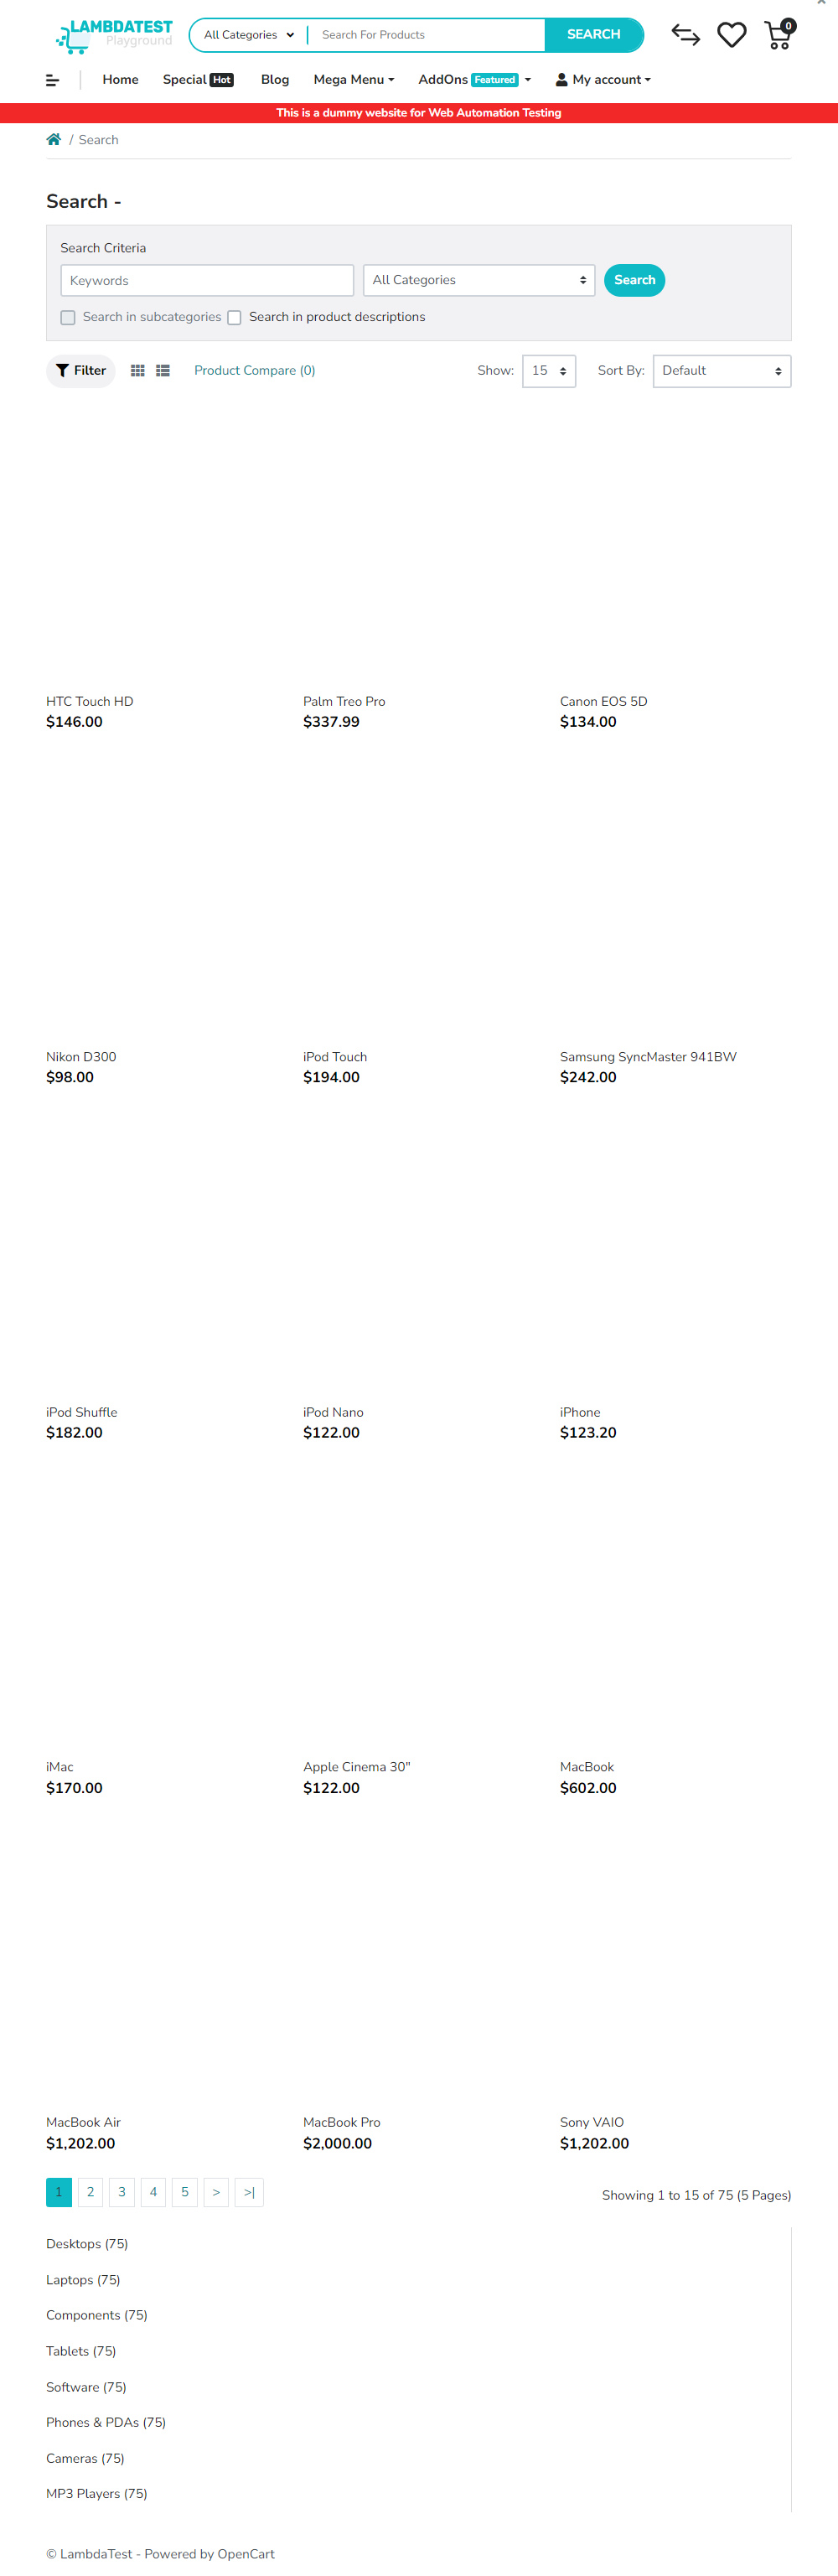 LAMBDATEST
Playground
All Categories
Search For Products
SEARCH
0
Home
Special Hot
Blog
Mega Menu
AddOns Featured
My account
This is a dummy website for Web Automation Testing
/ Search
Search -
Search Criteria
Keywords
All Categories
Search
Search in subcategories
Search in product descriptions
Filter
Product Compare (0)
Show:
15
Sort By:
Default
HTC Touch HD
$146.00
Palm Treo Pro
$337.99
Canon EOS 5D
$134.00
Nikon D300
$98.00
iPod Touch
$194.00
Samsung SyncMaster 941BW
$242.00
iPod Shuffle
$182.00
iPod Nano
$122.00
iPhone
$123.20
iMac
$170.00
Apple Cinema 30"
$122.00
MacBook
$602.00
MacBook Air
$1,202.00
MacBook Pro
$2,000.00
Sony VAIO
$1,202.00
1 2 3 4 5 > >|
Showing 1 to 15 of 75 (5 Pages)
Desktops (75)
Laptops (75)
Components (75)
Tablets (75)
Software (75)
Phones & PDAs (75)
Cameras (75)
MP3 Players (75)
© LambdaTest - Powered by OpenCart